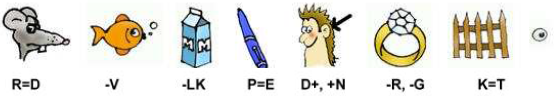 M M
R=D -V -LK P=E D+, +N -R, -G K=T